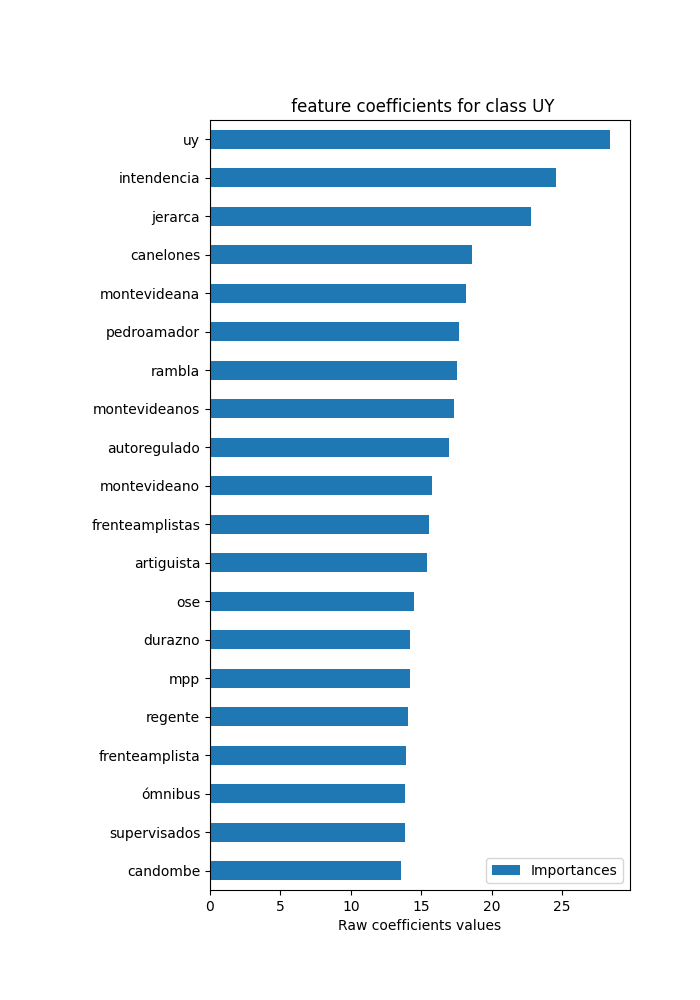 feature coefficients for class UY
uy
intendencia
jerarca
canelones
montevideana
pedroamador
rambla
montevideanos
autoregulado
montevideano
frenteamplistas
artiguista
ose
durazno
mpp
regente
frenteamplista
ómnibus
supervisados
candombe
Importances
0 5 10 15 20 25
Raw coefficients values